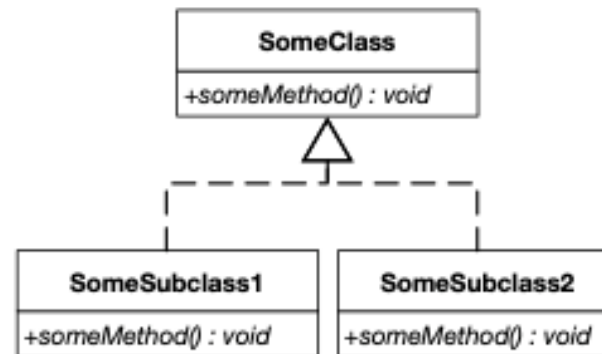 SomeClass
+someMethod() : void
SomeSubclass1
+someMethod() : void
SomeSubclass2
+someMethod() : void